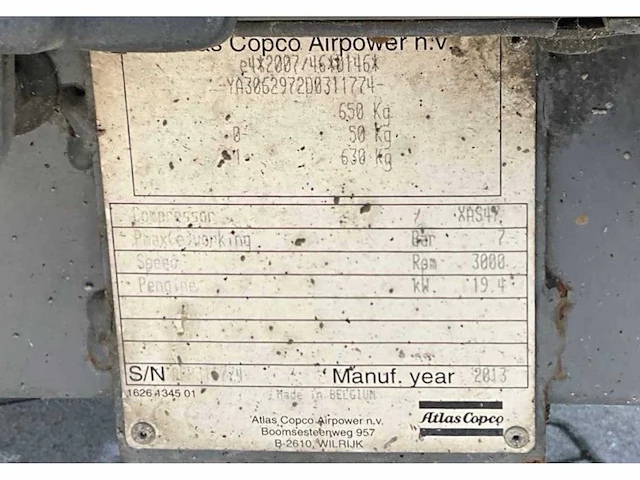 Atlas Copco Airpower n.v.
e4*2007/46*0146*
-YA3062972D0311774-
650 Kg
0- 50 Kg
1- 630 Kg
Compressor XAS47
Pmax(e)working Bar 7
Speed Rpm 3000
Pengine kW 19.4
S/N Manuf. year 2013
1626 1345 01 Made in BELGIUM
Atlas Copco Airpower n.v.
Boomsesteenweg 957
B-2610, WILRIJK
Atlas Copco